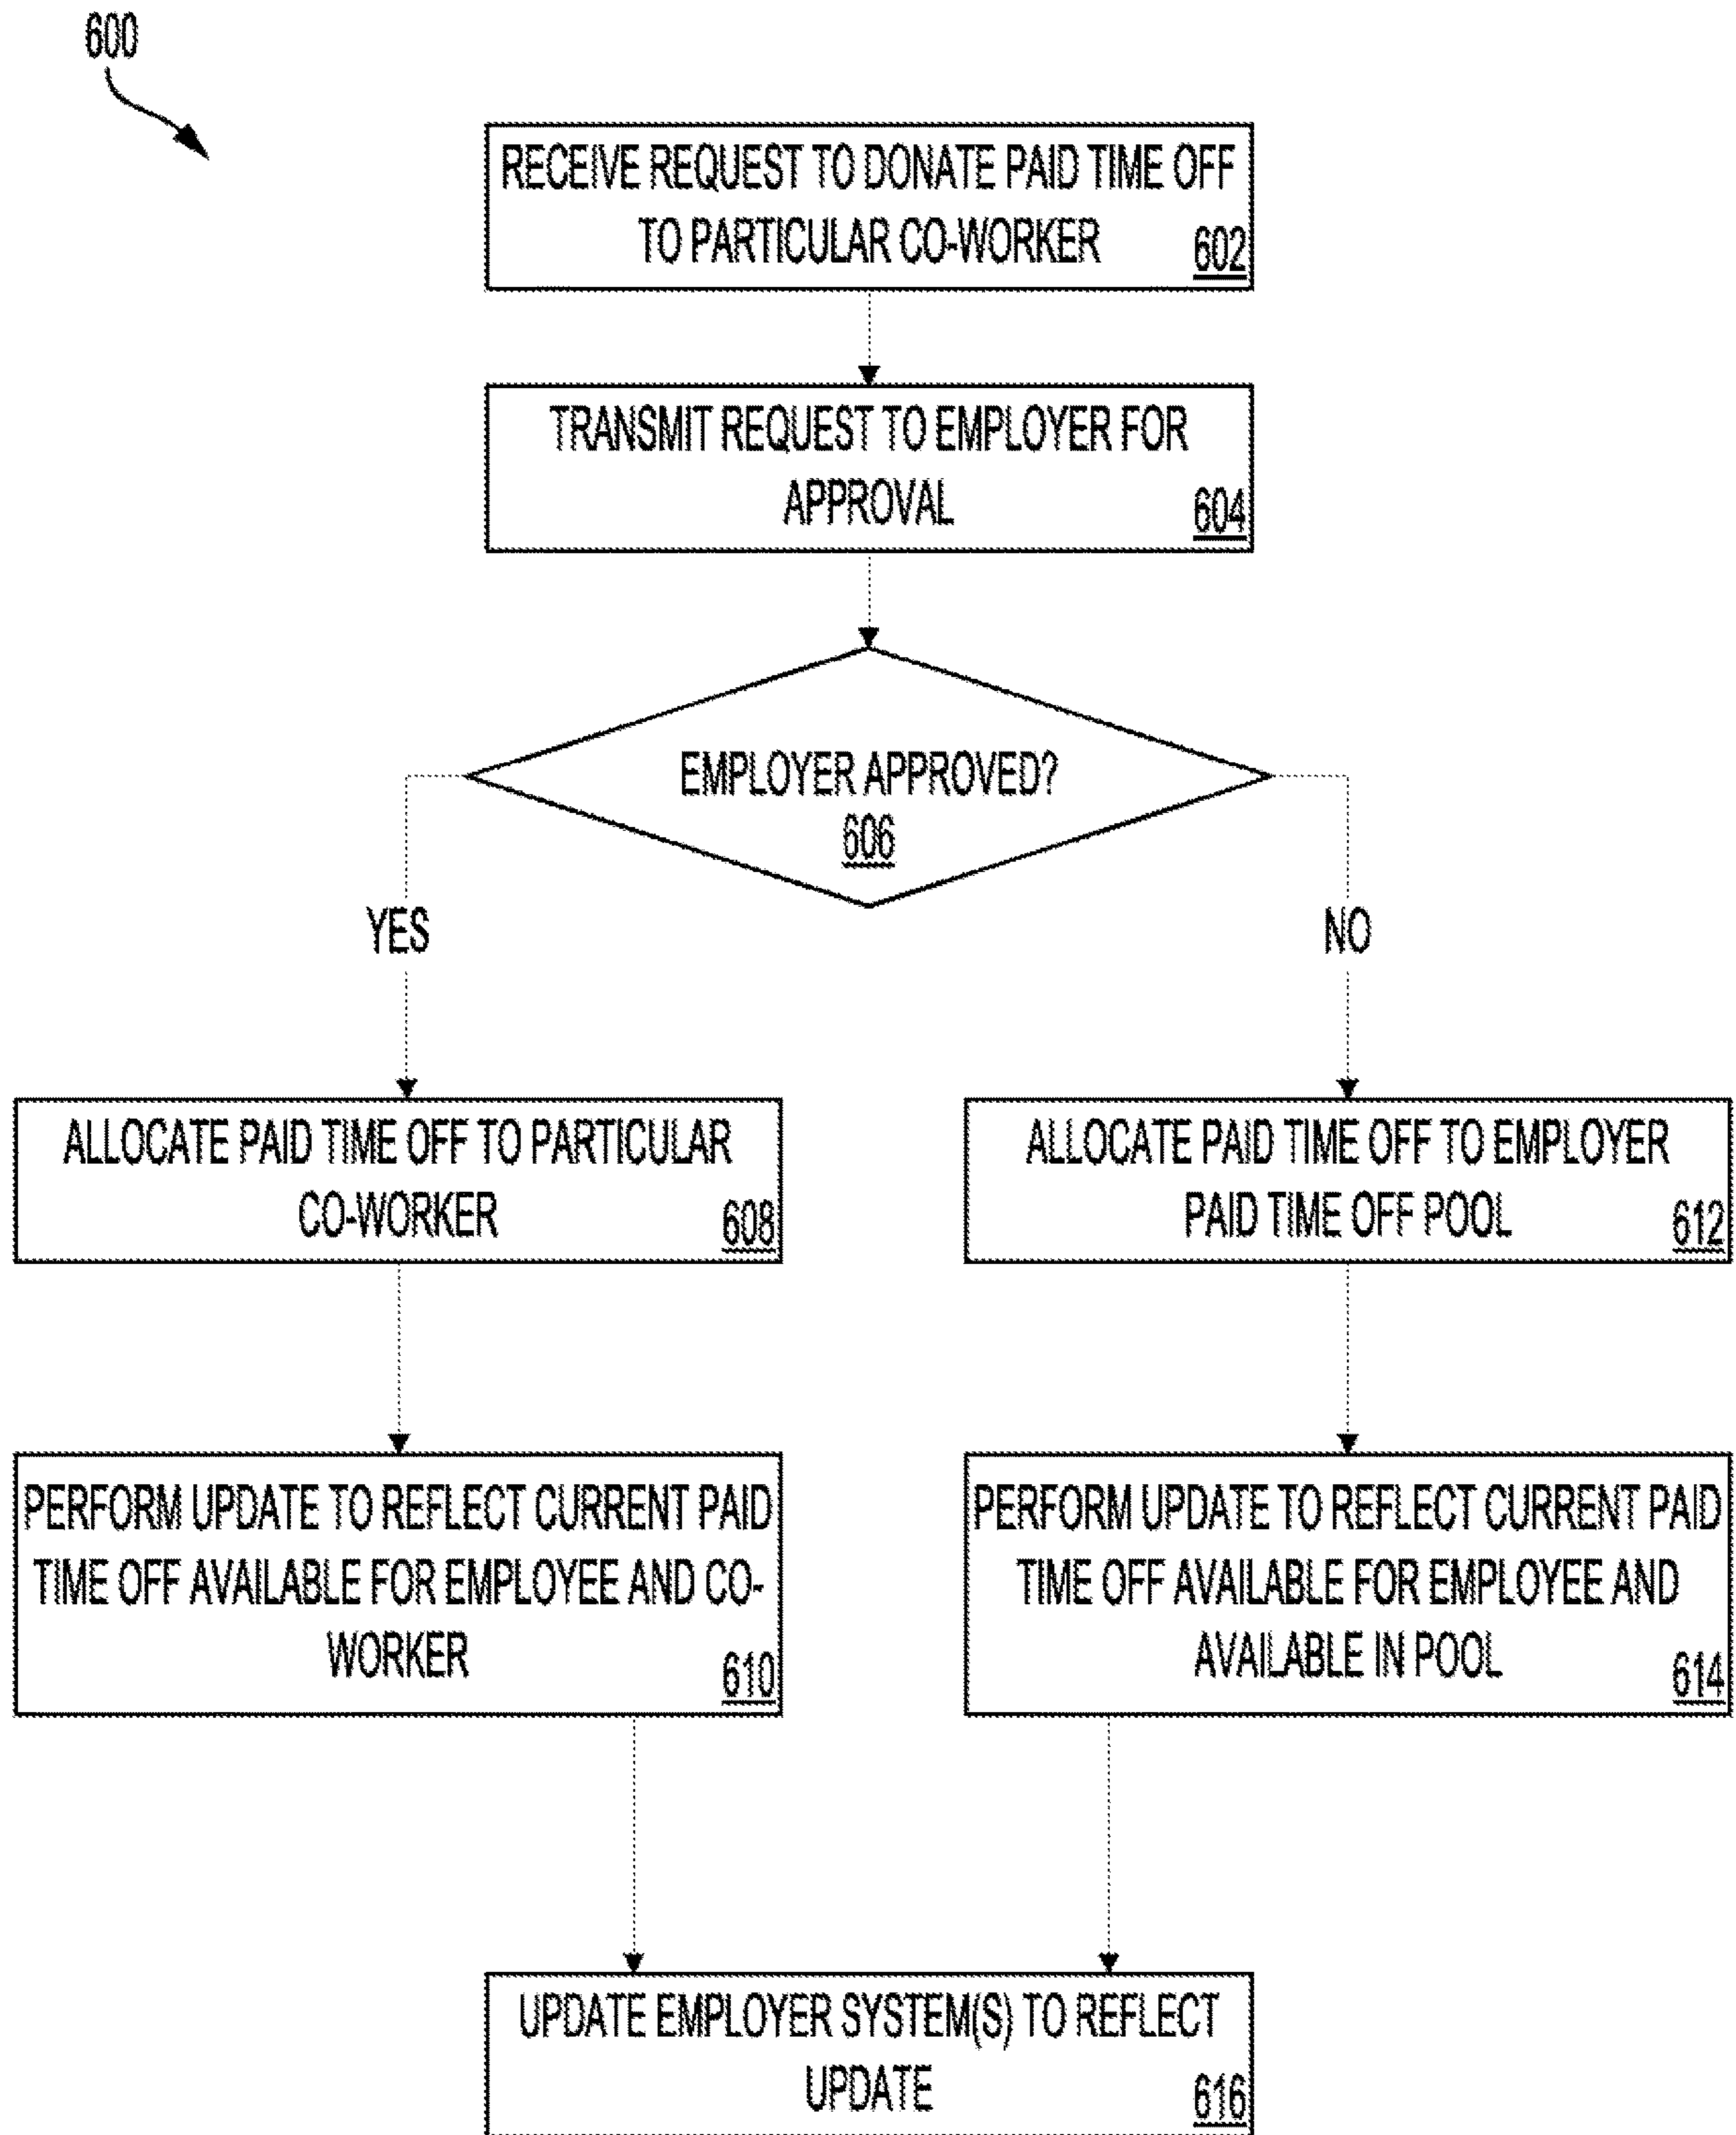 600
RECEIVE REQUEST TO DONATE PAID TIME OFF
TO PARTICULAR CO-WORKER
602
TRANSMIT REQUEST TO EMPLOYER FOR
APPROVAL
604
EMPLOYER APPROVED?
606
YES
NO
ALLOCATE PAID TIME OFF TO PARTICULAR
CO-WORKER
608
ALLOCATE PAID TIME OFF TO EMPLOYER
PAID TIME OFF POOL
612
PERFORM UPDATE TO REFLECT CURRENT PAID
TIME OFF AVAILABLE FOR EMPLOYEE AND CO-
WORKER
610
PERFORM UPDATE TO REFLECT CURRENT PAID
TIME OFF AVAILABLE FOR EMPLOYEE AND
AVAILABLE IN POOL
614
UPDATE EMPLOYER SYSTEM(S) TO REFLECT
UPDATE
616